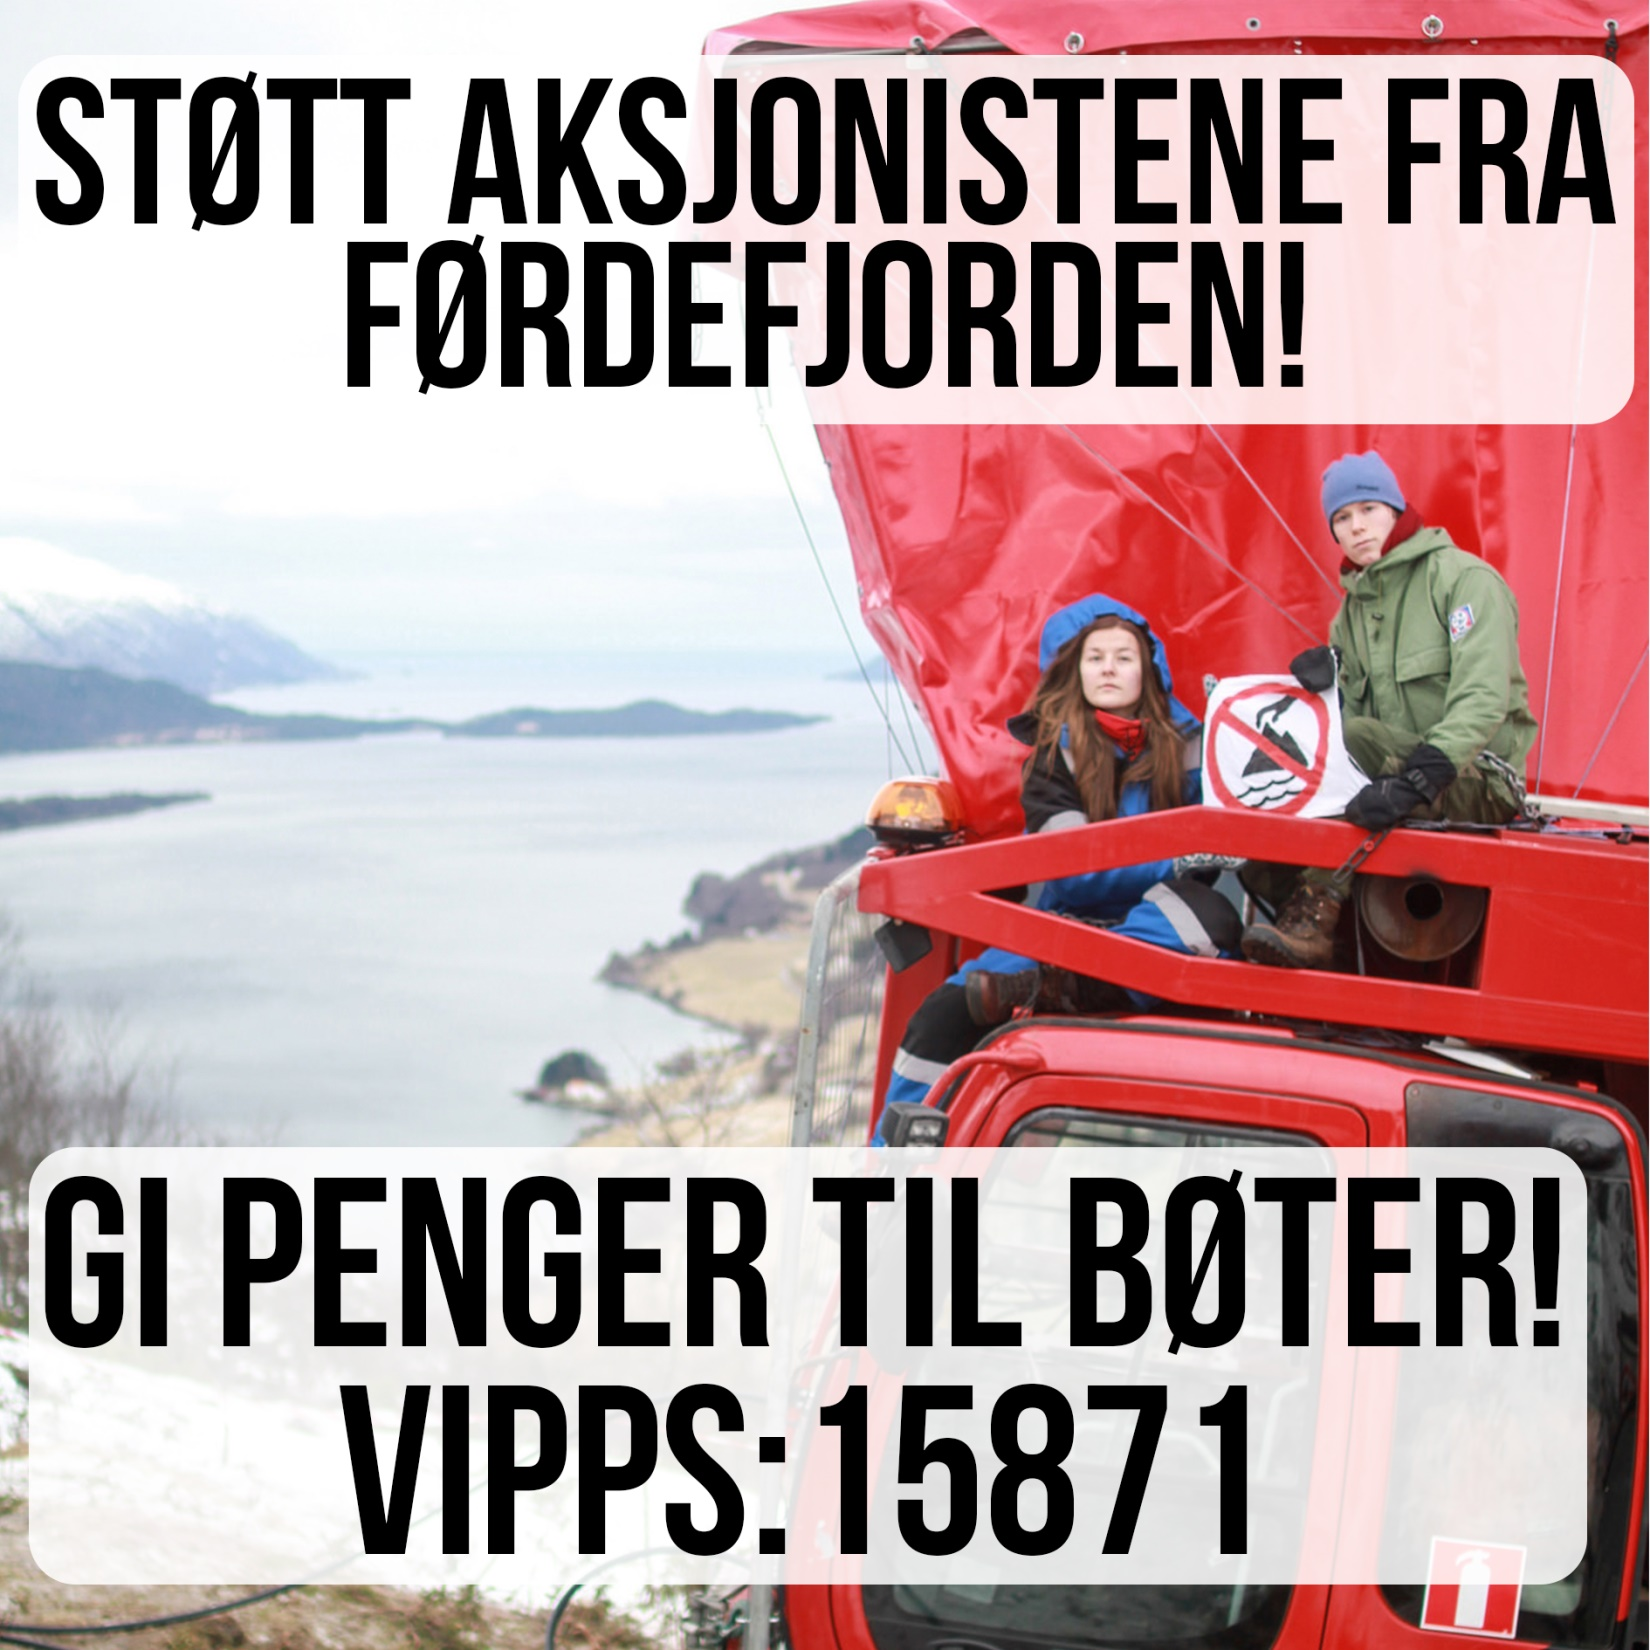 STØTT AKSJONISTENE FRA
FØRDEFJORDEN!
GI PENGER TIL BØTER!
VIPPS:15871